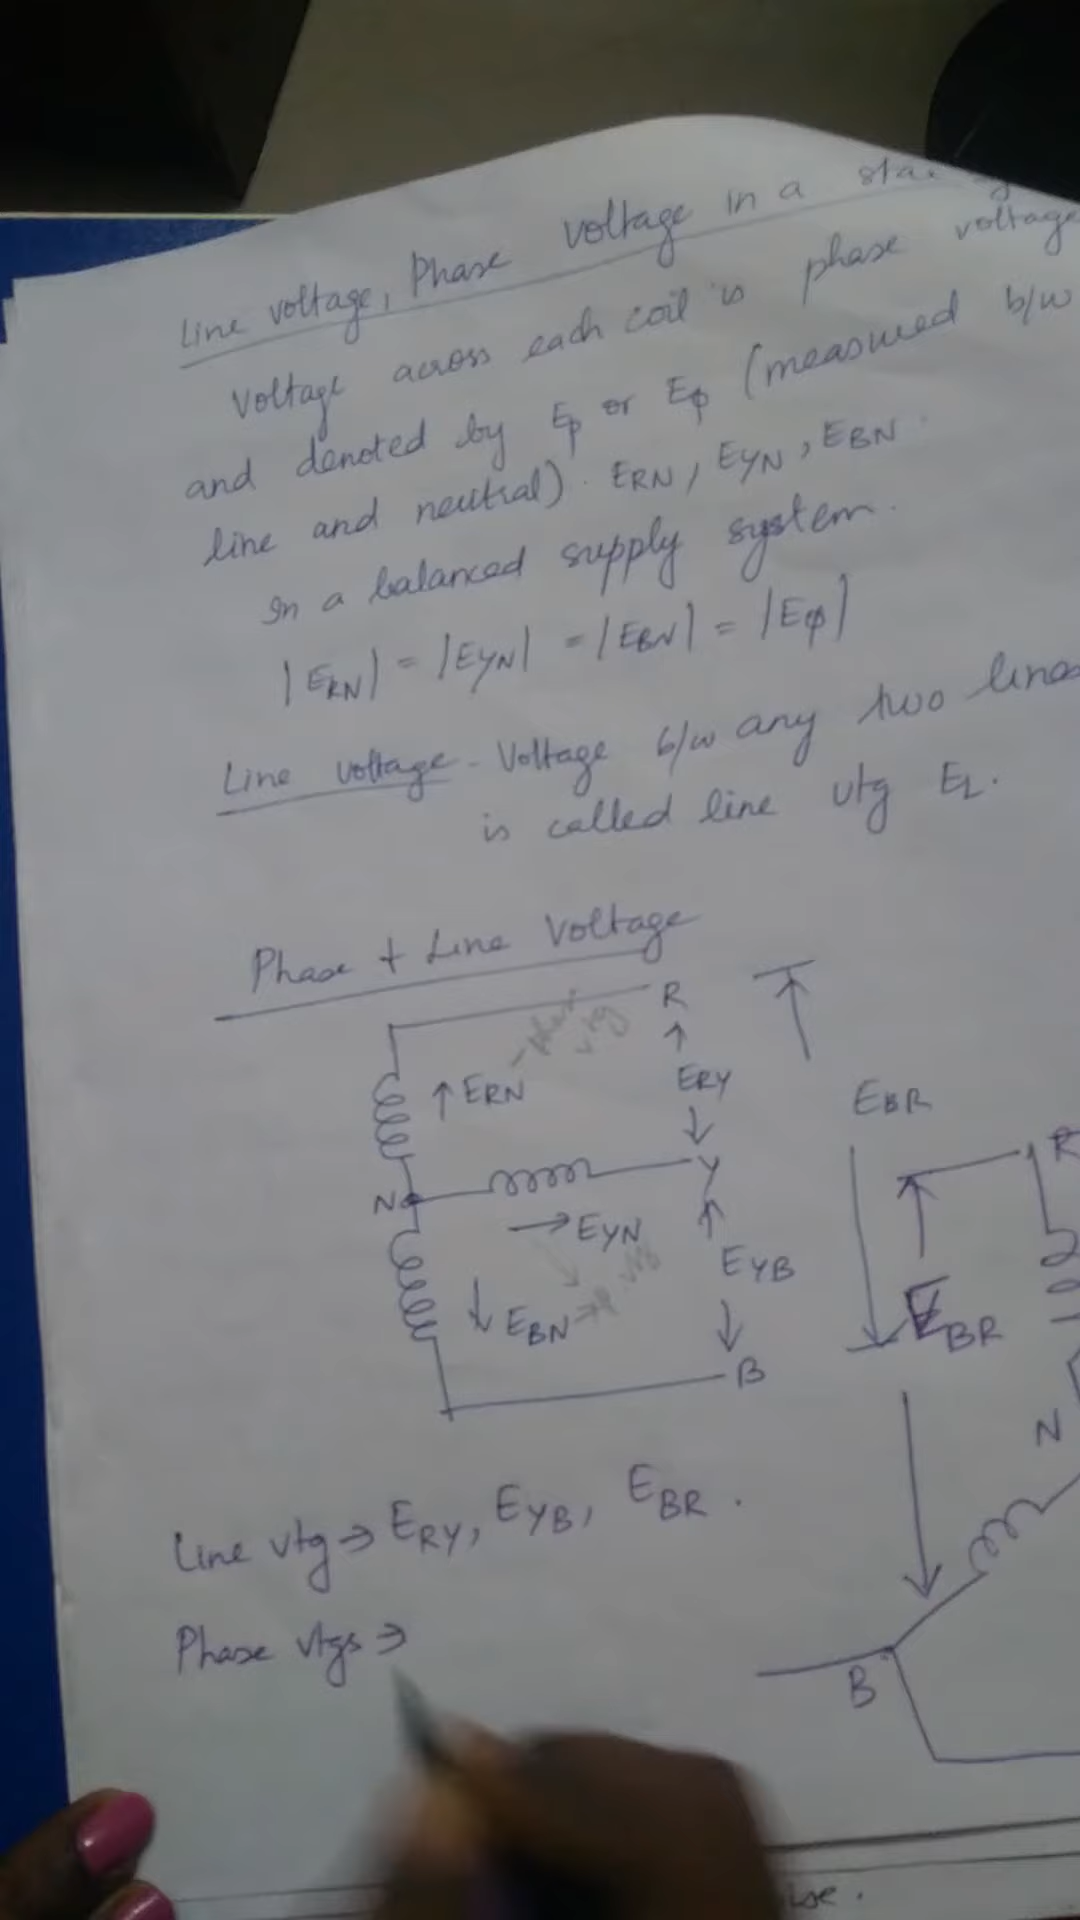 Line voltage, Phase voltage in a
Voltage across each coil is phase voltage
and denoted by Ep or Eϕ (measured b/w
line and neutral). ERN, EYN, EBN.
In a balanced supply system.
|ERN| = |EYN| = |EBN| = |Eϕ|
Line voltage - Voltage b/w any two lines
is called line vtg EL.
Phase + Line Voltage
R
- phase
vtg
↑ ERN
ERY
EBR
N
Y
→ EYN
EYB
↓ EBN → P. vtg
B
R
EBR
N
B
Line vtg → ERY, EYB, EBR.
Phase vtgs →